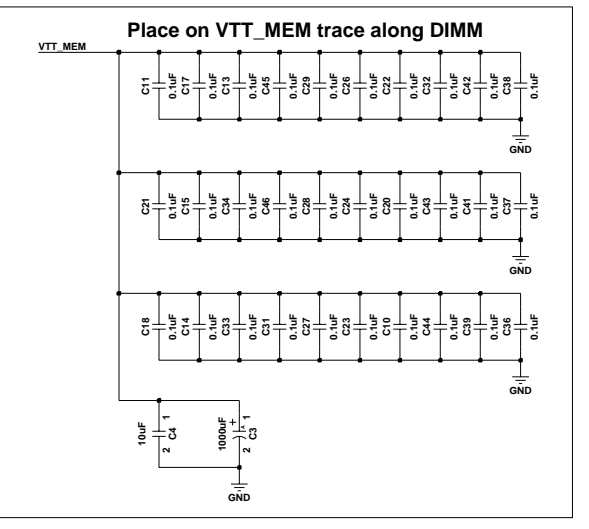 Place on VTT_MEM trace along DIMM
VTT_MEM
C11 0.1uF C17 0.1uF C13 0.1uF C45 0.1uF C29 0.1uF C26 0.1uF C22 0.1uF C32 0.1uF C42 0.1uF C38 0.1uF
GND
C21 0.1uF C15 0.1uF C34 0.1uF C46 0.1uF C28 0.1uF C24 0.1uF C20 0.1uF C43 0.1uF C41 0.1uF C37 0.1uF
GND
C18 0.1uF C14 0.1uF C33 0.1uF C31 0.1uF C27 0.1uF C23 0.1uF C10 0.1uF C44 0.1uF C39 0.1uF C36 0.1uF
GND
10uF 1 2 C4 1000uF + 1 2 C3
GND